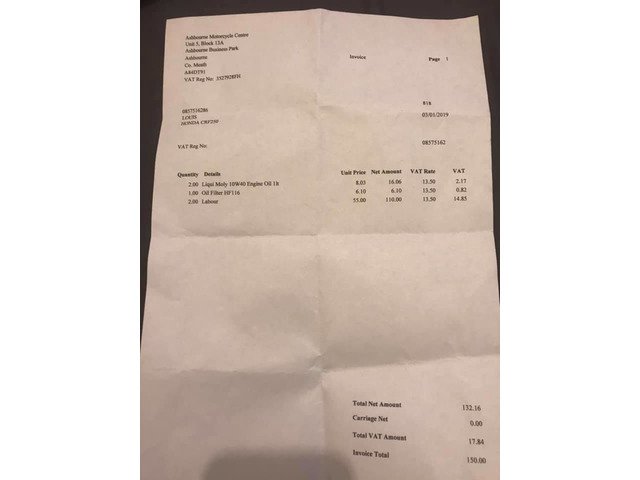 Ashbourne Motorcycle Centre
Unit 5, Block 13A
Ashbourne Business Park
Ashbourne
Co. Meath
A84DT91
VAT Reg No: 3527928FH
Invoice Page 1
818
0857516286 03/01/2019
LOUIS
HONDA CRF250
VAT Reg No: 08575162
Quantity Details Unit Price Net Amount VAT Rate VAT
2.00 Liqui Moly 10W40 Engine Oil 1lt 8.03 16.06 13.50 2.17
1.00 Oil Filter HF116 6.10 6.10 13.50 0.82
2.00 Labour 55.00 110.00 13.50 14.85
Total Net Amount 132.16
Carriage Net 0.00
Total VAT Amount 17.84
Invoice Total 150.00